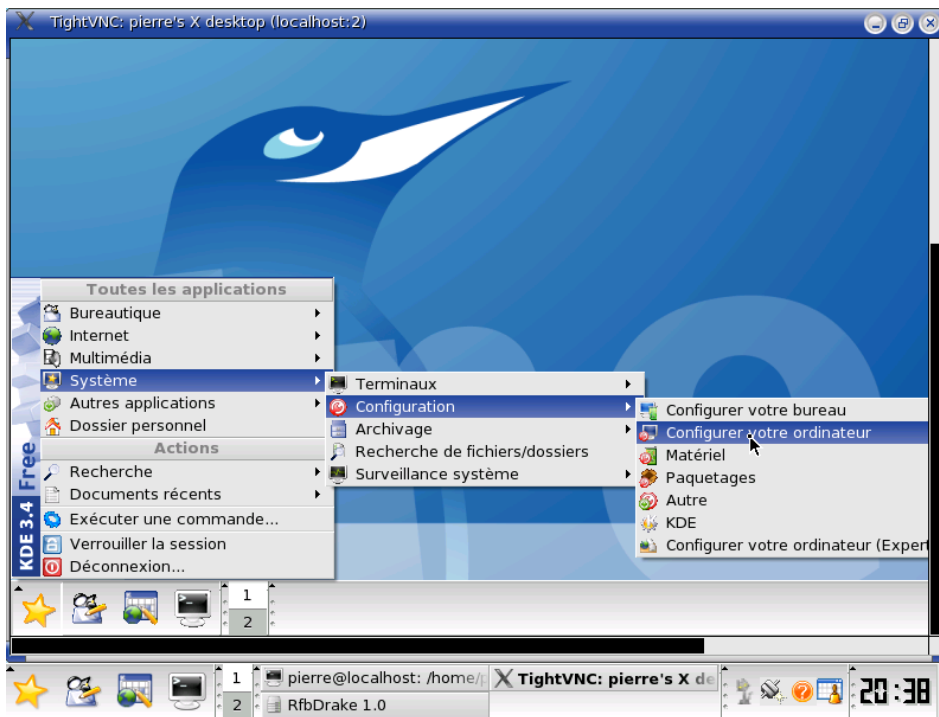 TightVNC: pierre's X desktop (localhost:2)
Toutes les applications
Bureautique
Internet
Multimédia
Système
Autres applications
Dossier personnel
Actions
Recherche
Documents récents
Exécuter une commande...
Verrouiller la session
Déconnexion...
KDE 3.4 Free
Terminaux
Configuration
Archivage
Recherche de fichiers/dossiers
Surveillance système
Configurer votre bureau
Configurer votre ordinateur
Matériel
Paquetages
Autre
KDE
Configurer votre ordinateur (Expert
1
2
1
2
pierre@localhost: /home/p
RfbDrake 1.0
TightVNC: pierre's X de
20:38